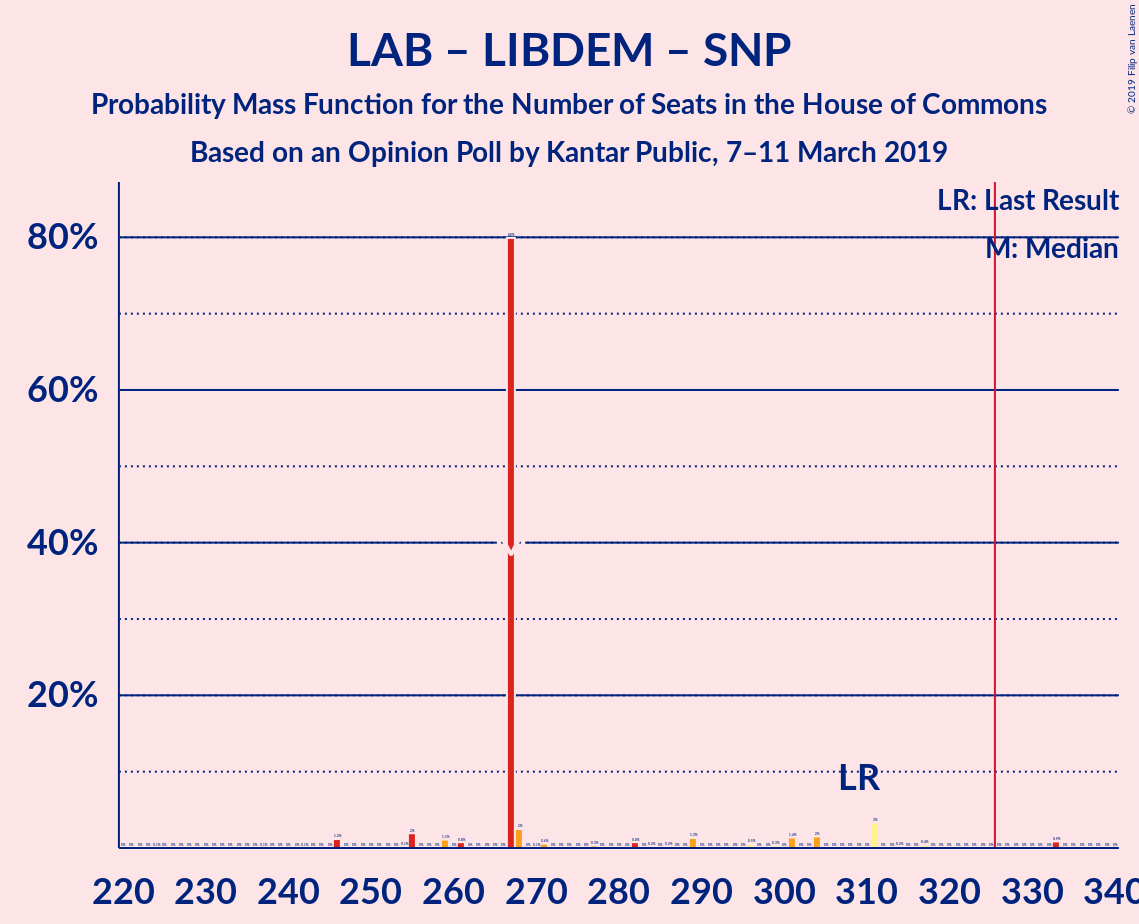 LAB – LIBDEM – SNP
Probability Mass Function for the Number of Seats in the House of Commons
Based on an Opinion Poll by Kantar Public, 7–11 March 2019
© 2019 Filip van Laenen
LR: Last Result
M: Median
80%
60%
40%
20%
LR
220 230 240 250 260 270 280 290 300 310 320 330 340